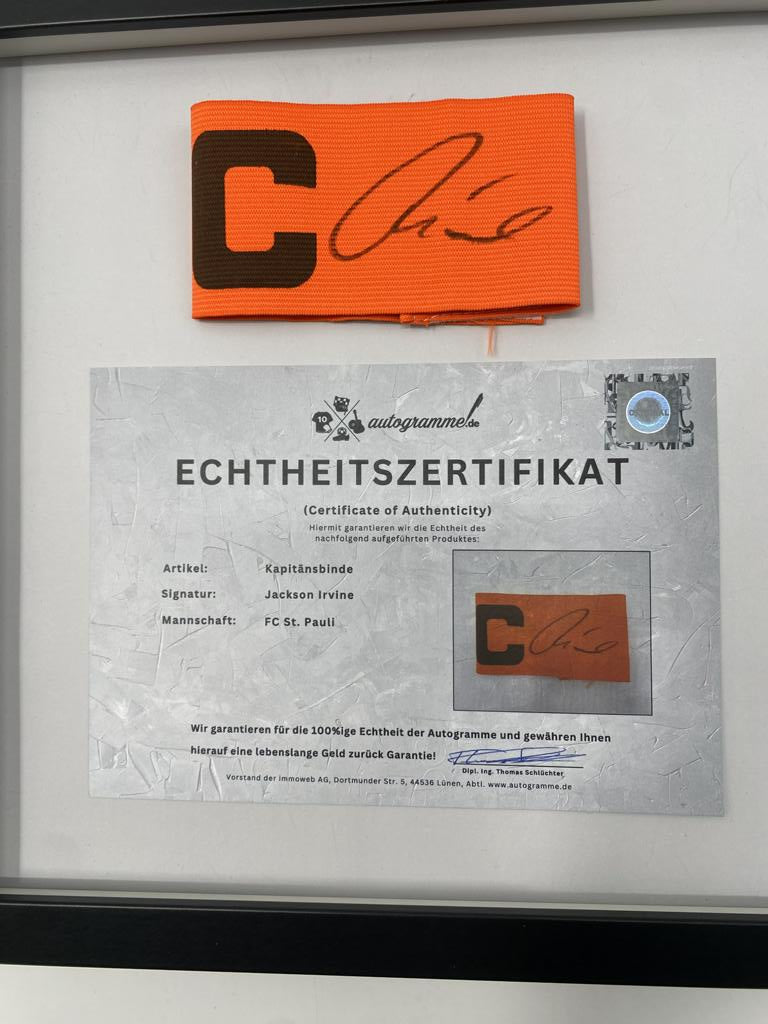 C
10
autogramme.de
ORIGINAL
ECHTHEITSZERTIFIKAT
(Certificate of Authenticity)
Hiermit garantieren wir die Echtheit des
nachfolgend aufgeführten Produktes:
Artikel: Kapitänsbinde
Signatur: Jackson Irvine
Mannschaft: FC St. Pauli
C
Wir garantieren für die 100%ige Echtheit der Autogramme und gewähren Ihnen
hierauf eine lebenslange Geld zurück Garantie!
Dipl. Ing. Thomas Schlüchter
Vorstand der immoweb AG, Dortmunder Str. 5, 44536 Lünen, Abtl. www.autogramme.de